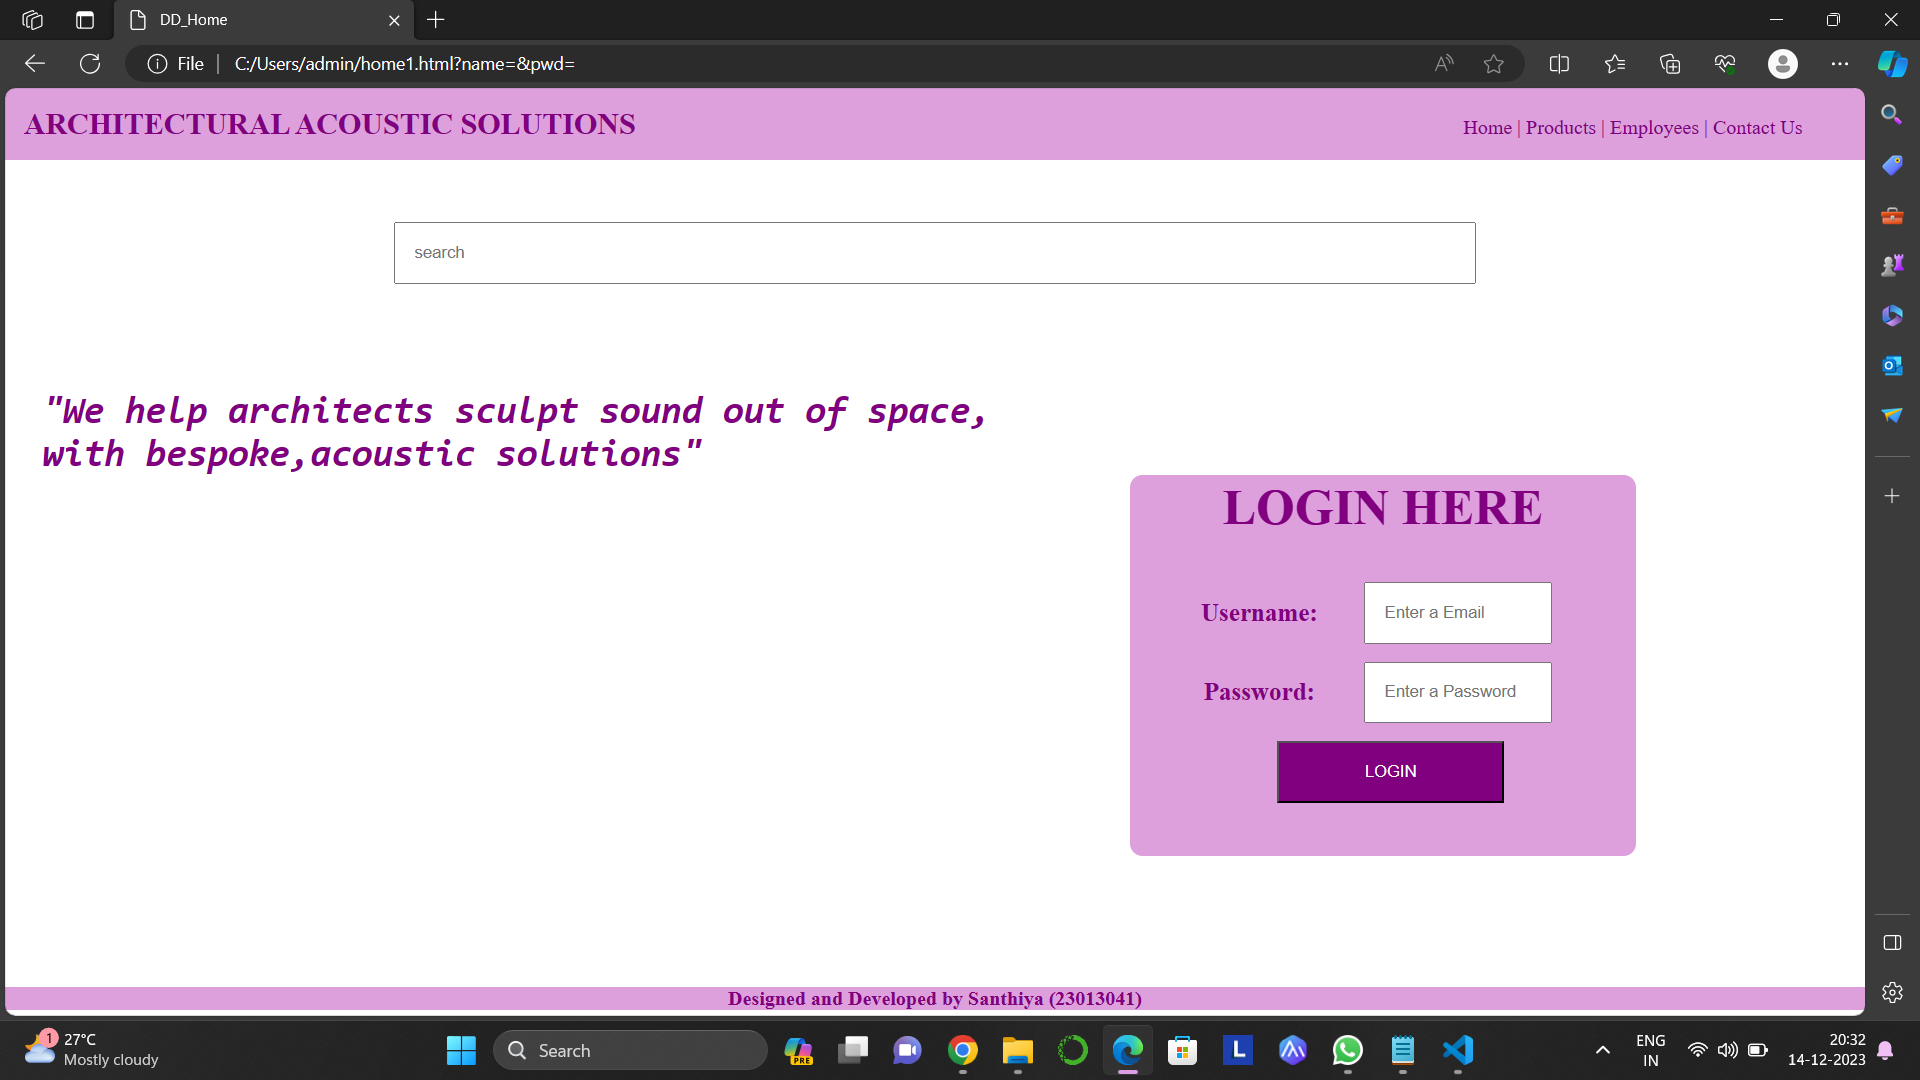 DD_Home
File
C:/Users/admin/home1.html?name=&pwd=
ARCHITECTURAL ACOUSTIC SOLUTIONS
Home | Products | Employees | Contact Us
search
"We help architects sculpt sound out of space,
with bespoke,acoustic solutions"
LOGIN HERE
Username:
Enter a Email
Password:
Enter a Password
LOGIN
Designed and Developed by Santhiya (23013041)
1
27°C
Mostly cloudy
Search
PRE
L
ENG
IN
20:32
14-12-2023